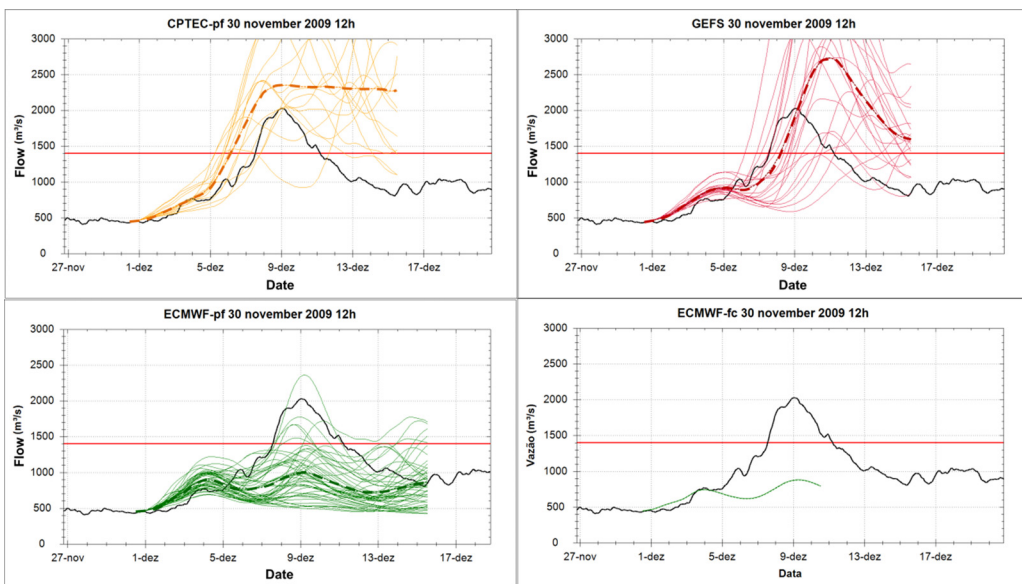 CPTEC-pf 30 november 2009 12h
3000
2500
2000
1500
1000
500
0
Flow (m³/s)
27-nov 1-dez 5-dez 9-dez 13-dez 17-dez
Date
GEFS 30 november 2009 12h
3000
2500
2000
1500
1000
500
0
Flow (m³/s)
27-nov 1-dez 5-dez 9-dez 13-dez 17-dez
Date
ECMWF-pf 30 november 2009 12h
3000
2500
2000
1500
1000
500
0
Flow (m³/s)
27-nov 1-dez 5-dez 9-dez 13-dez 17-dez
Date
ECMWF-fc 30 november 2009 12h
3000
2500
2000
1500
1000
500
0
Vazão (m³/s)
27-nov 1-dez 5-dez 9-dez 13-dez 17-dez
Data